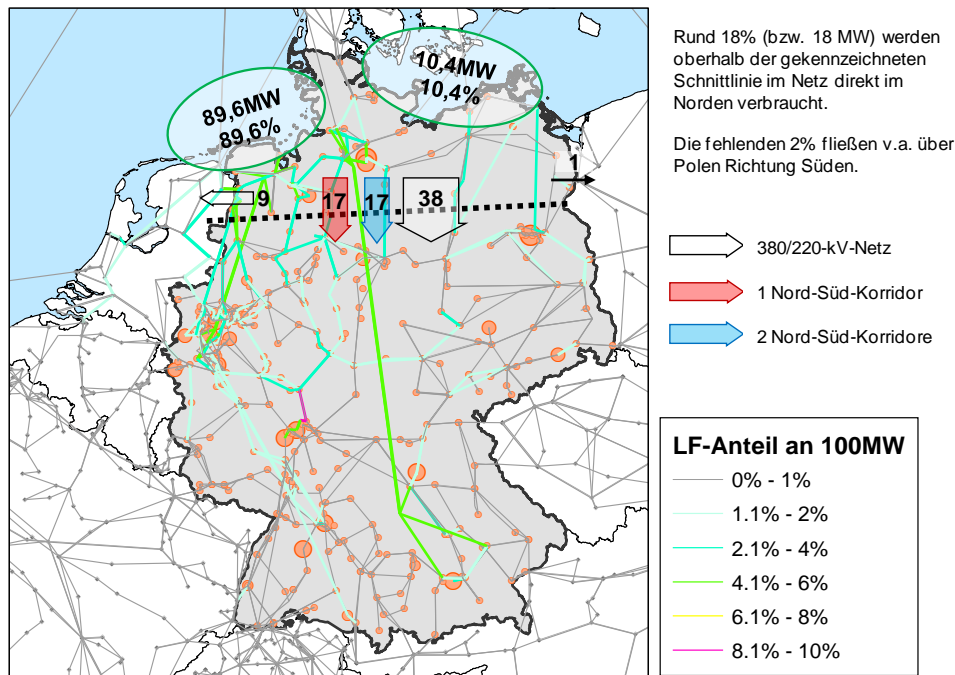 89,6MW
89,6%
10,4MW
10,4%
9
17
17
38
1
Rund 18% (bzw. 18 MW) werden
oberhalb der gekennzeichneten
Schnittlinie im Netz direkt im
Norden verbraucht.
Die fehlenden 2% fließen v.a. über
Polen Richtung Süden.
380/220-kV-Netz
1 Nord-Süd-Korridor
2 Nord-Süd-Korridore
LF-Anteil an 100MW
0% - 1%
1.1% - 2%
2.1% - 4%
4.1% - 6%
6.1% - 8%
8.1% - 10%